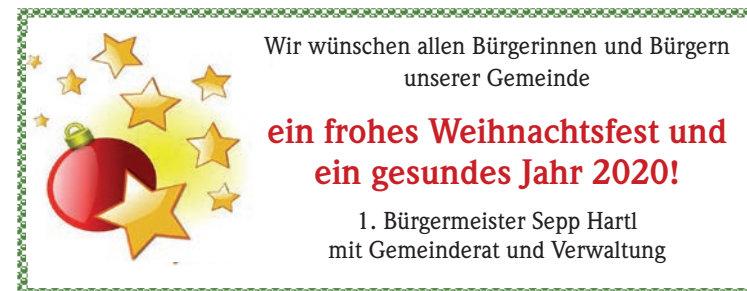 Wir wünschen allen Bürgerinnen und Bürgern
unserer Gemeinde
ein frohes Weihnachtsfest und
ein gesundes Jahr 2020!
1. Bürgermeister Sepp Hartl
mit Gemeinderat und Verwaltung